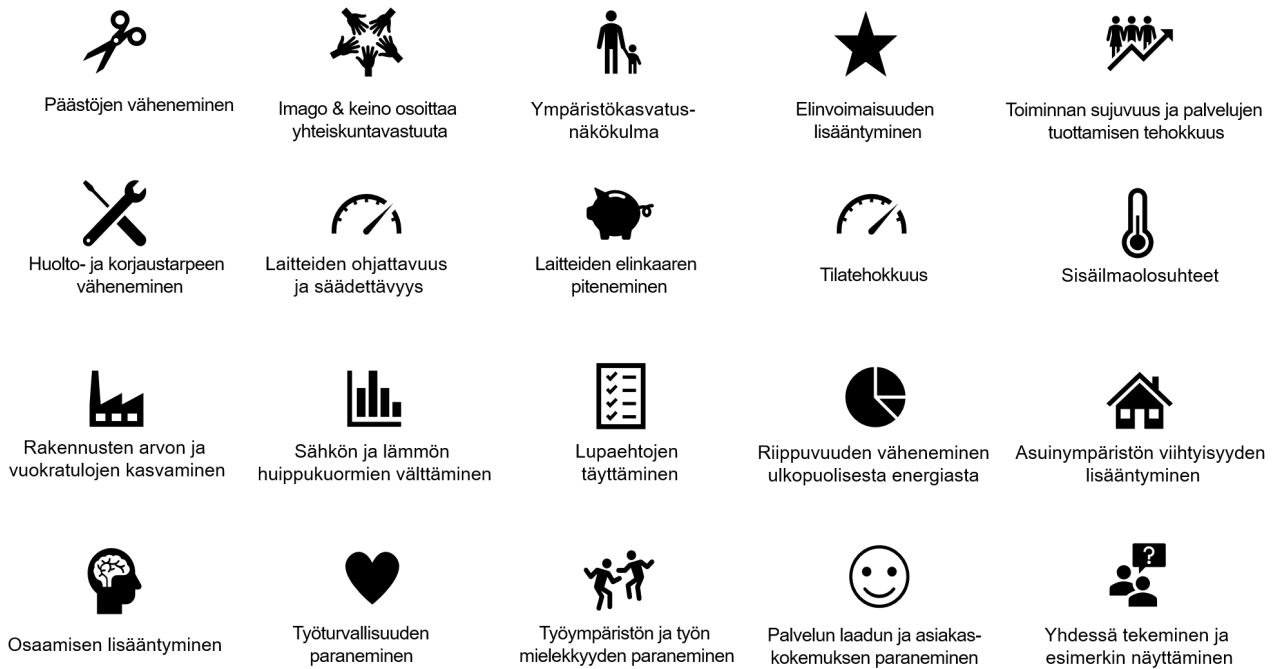 Päästöjen väheneminen
Imago & keino osoittaa
yhteiskuntavastuuta
Ympäristökasvatus-
näkökulma
Elinvoimaisuuden
lisääntyminen
Toiminnan sujuvuus ja palvelujen
tuottamisen tehokkuus
Huolto- ja korjaustarpeen
väheneminen
Laitteiden ohjattavuus
ja säädettävyys
Laitteiden elinkaaren
piteneminen
Tilatehokkuus
Sisäilmaolosuhteet
Rakennusten arvon ja
vuokratulojen kasvaminen
Sähkön ja lämmön
huippukuormien välttäminen
Lupaehtojen
täyttäminen
Riippuvuuden väheneminen
ulkopuolisesta energiasta
Asuinympäristön viihtyisyyden
lisääntyminen
Osaamisen lisääntyminen
Työturvallisuuden
paraneminen
Työympäristön ja työn
mielekkyyden paraneminen
Palvelun laadun ja asiakas-
kokemuksen paraneminen
?
Yhdessä tekeminen ja
esimerkin näyttäminen